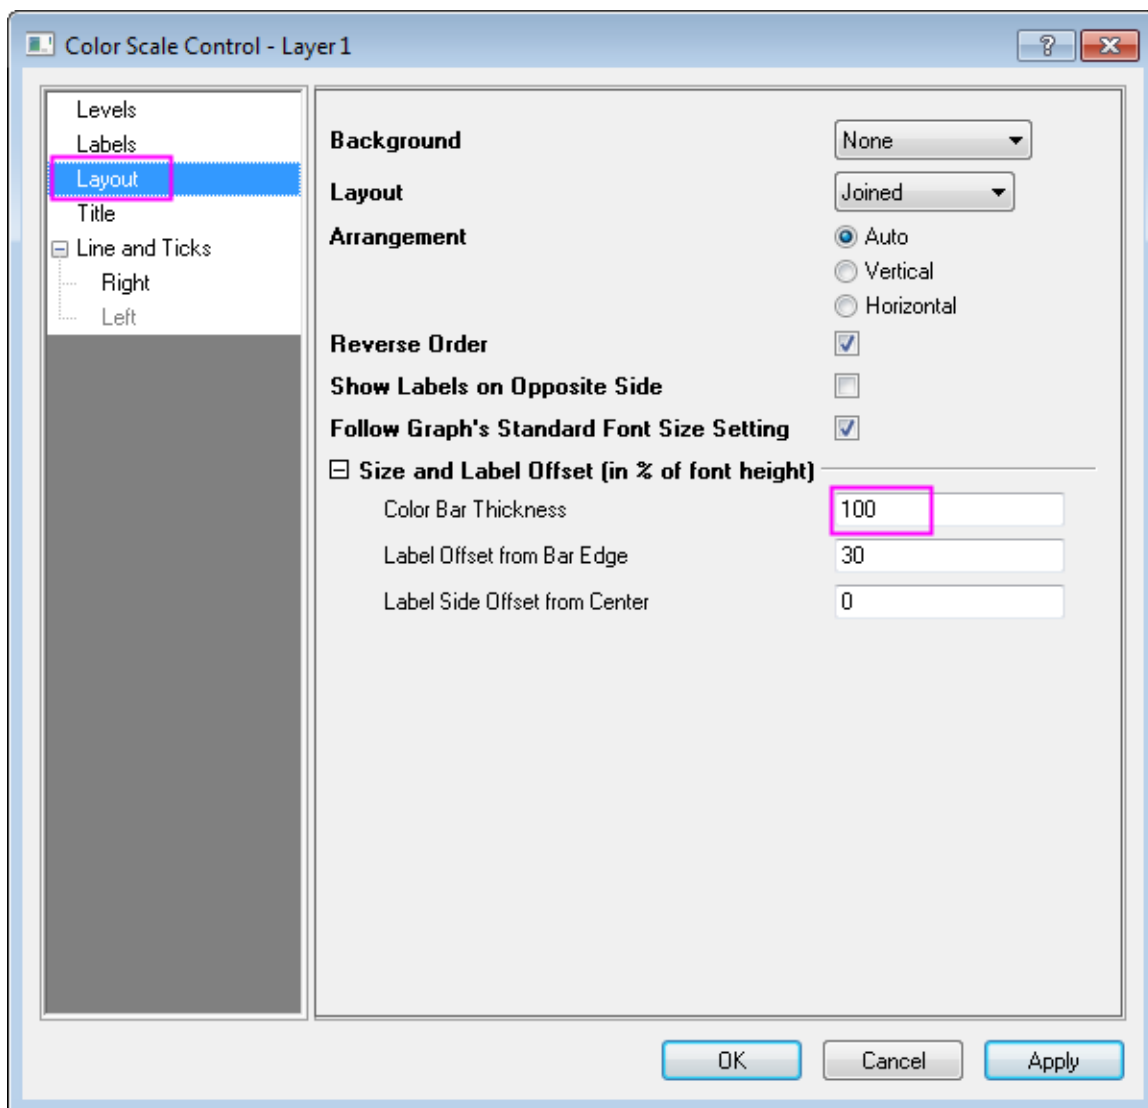 Color Scale Control - Layer 1
Levels
Labels
Layout
Title
Line and Ticks
Right
Left
Background
None
Layout
Joined
Arrangement
Auto
Vertical
Horizontal
Reverse Order
Show Labels on Opposite Side
Follow Graph's Standard Font Size Setting
Size and Label Offset (in % of font height)
Color Bar Thickness
100
Label Offset from Bar Edge
30
Label Side Offset from Center
0
OK
Cancel
Apply